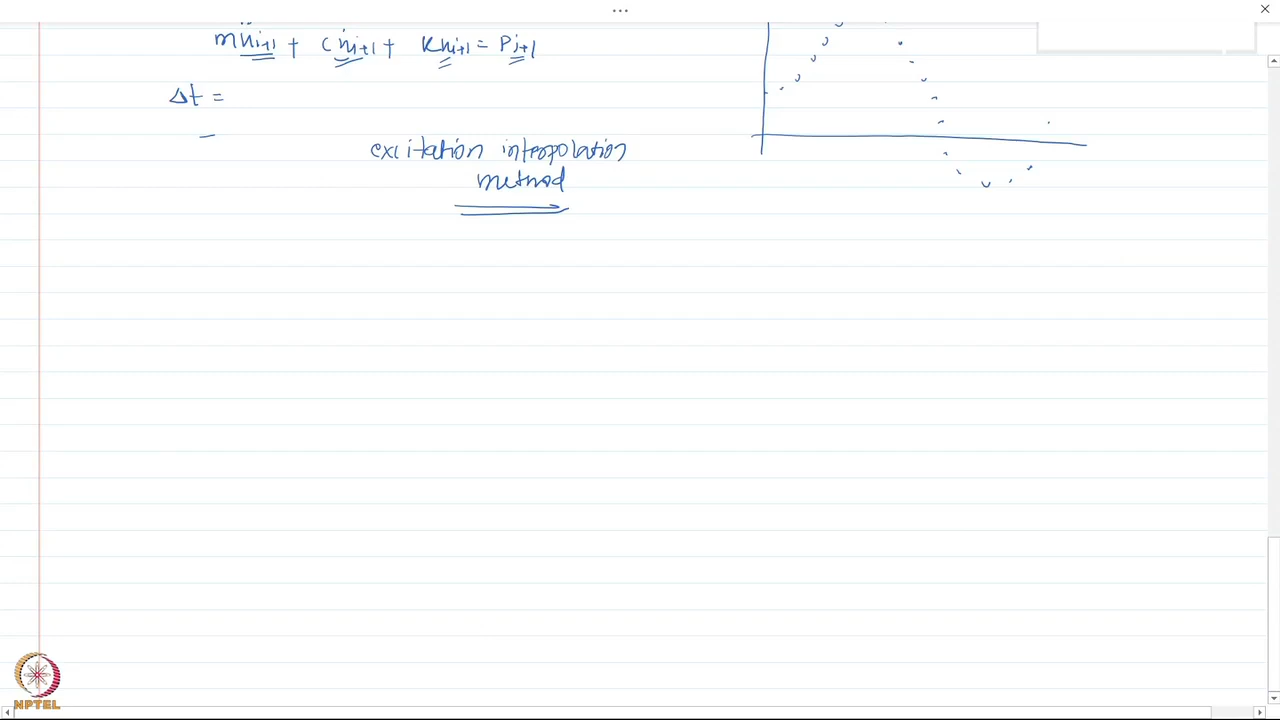 mü_{i+1} + cu̇_{i+1} + ku_{i+1} = P_{i+1}
Δt =
excitation interpolation
method
NPTEL